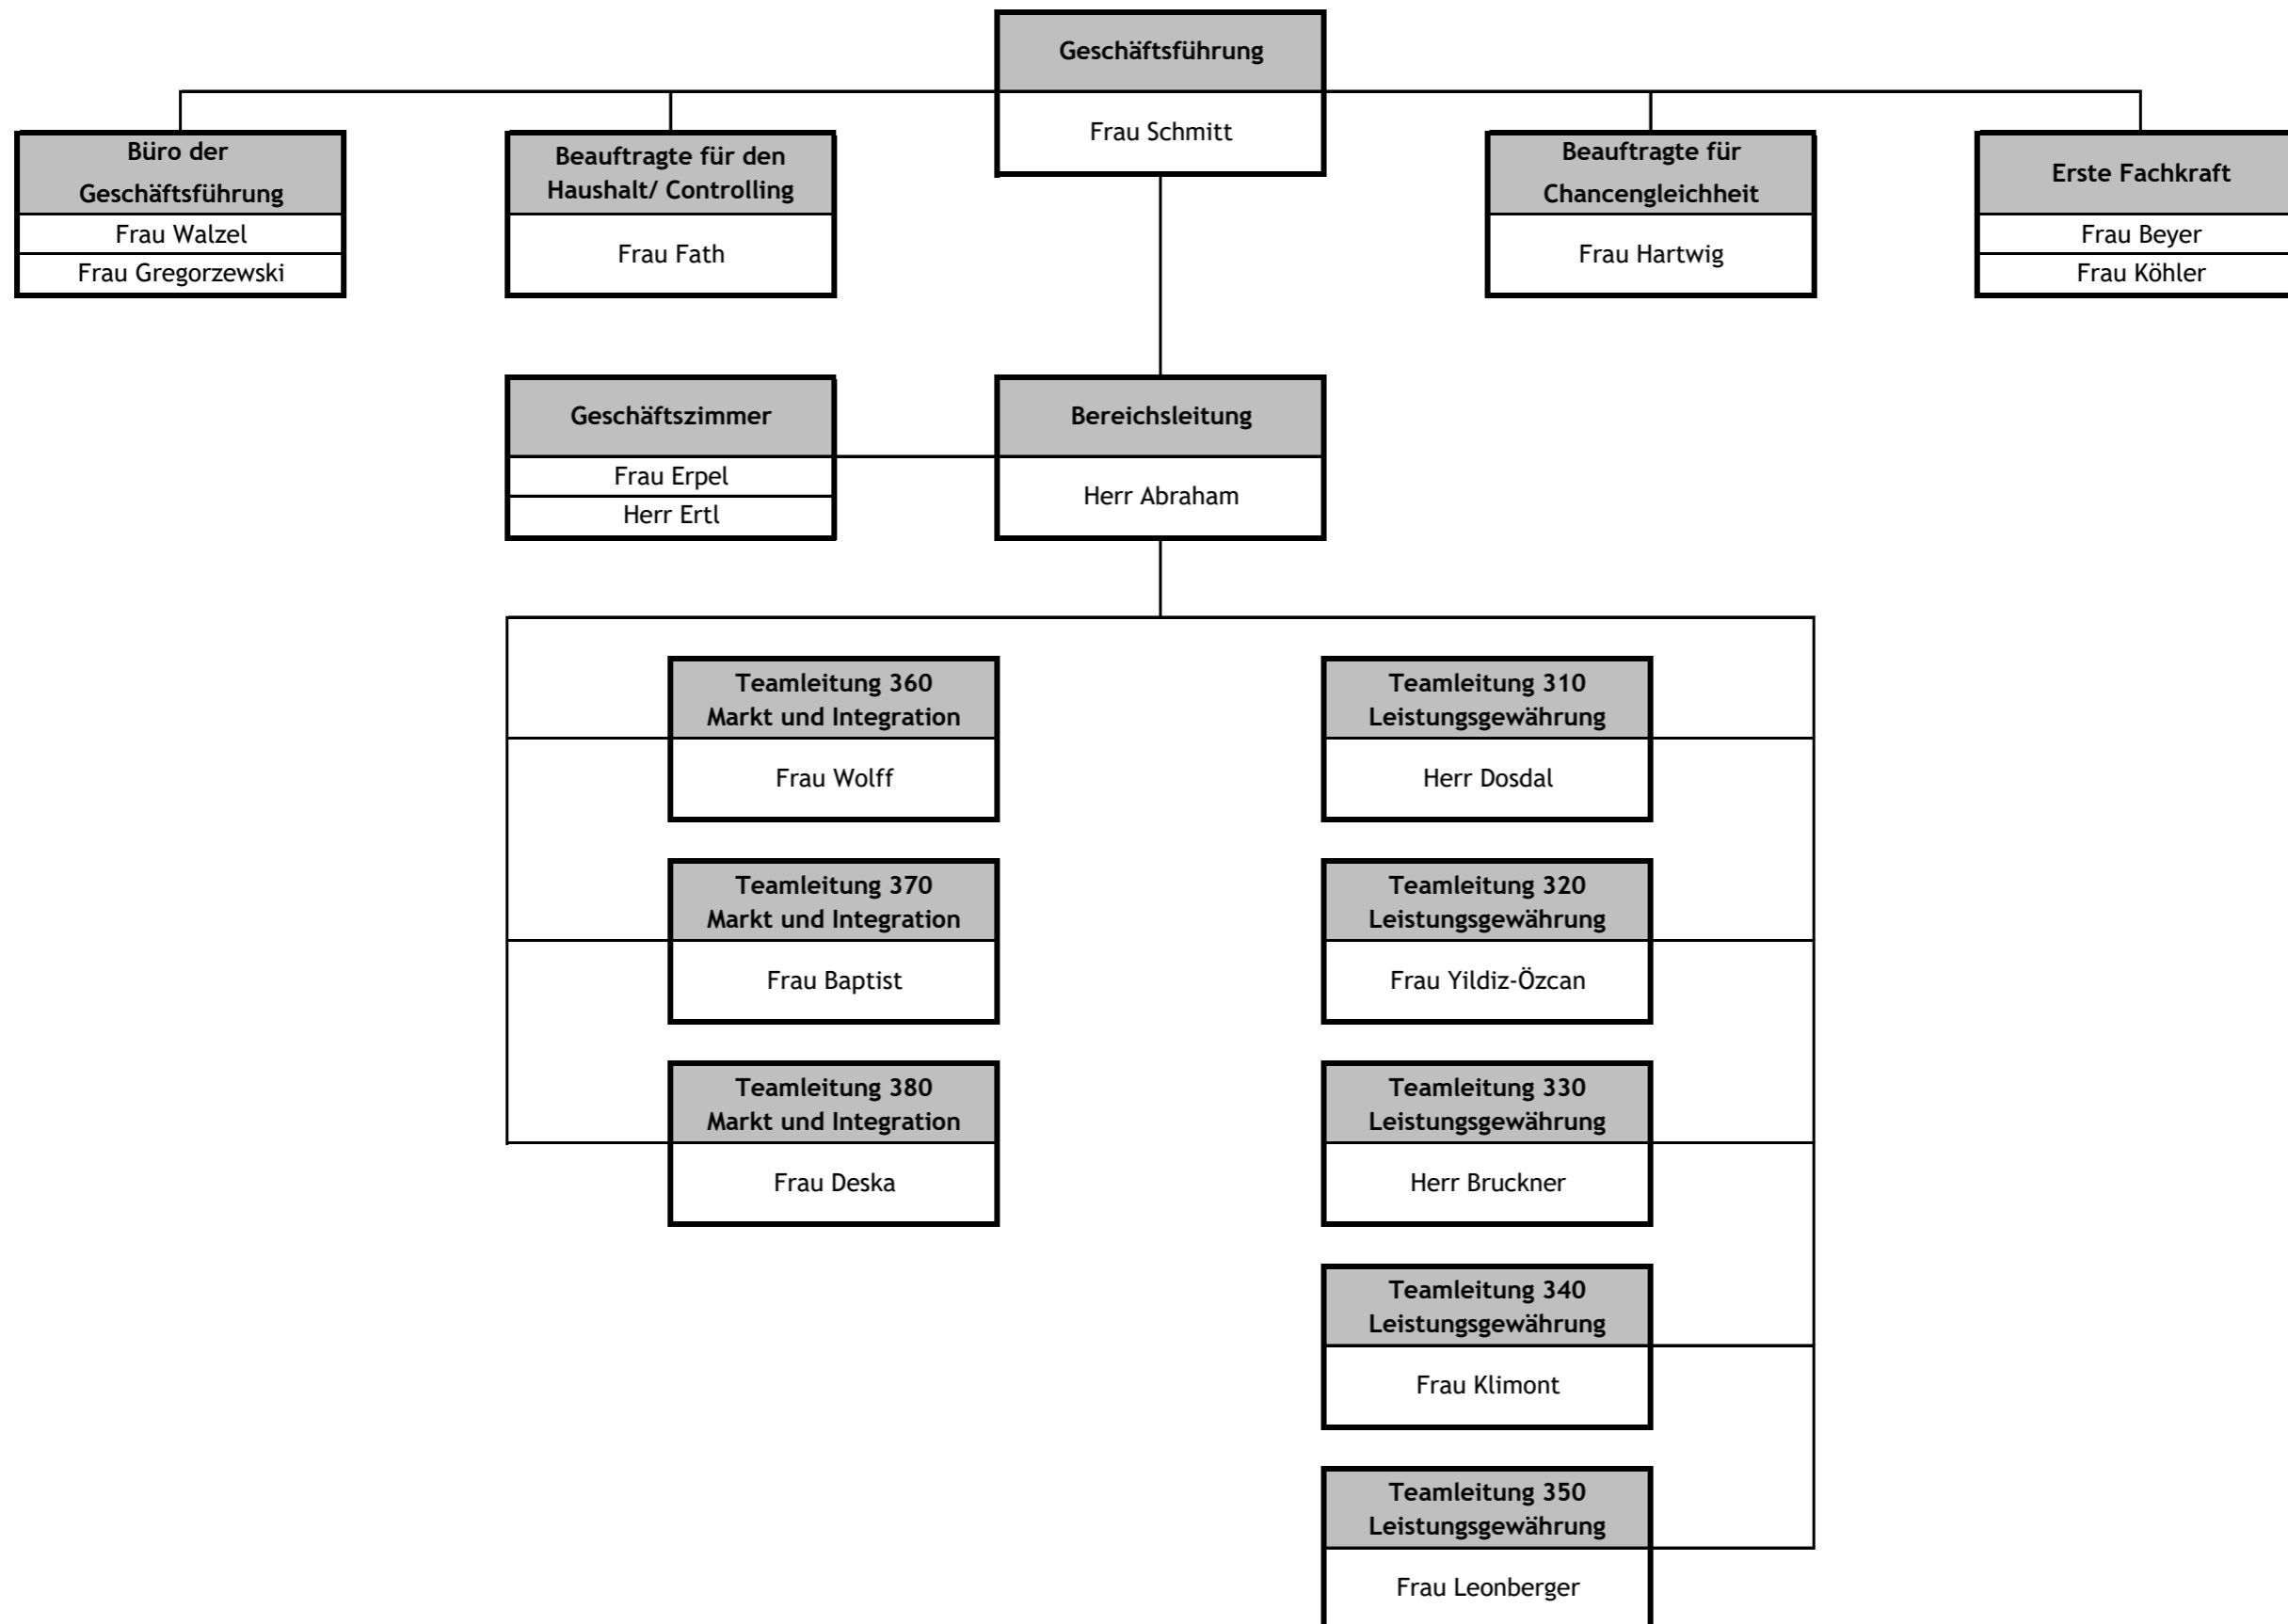 Geschäftsführung
Frau Schmitt
Büro der
Geschäftsführung
Frau Walzel
Frau Gregorzewski
Beauftragte für den
Haushalt/ Controlling
Frau Fath
Beauftragte für
Chancengleichheit
Frau Hartwig
Erste Fachkraft
Frau Beyer
Frau Köhler
Geschäftszimmer
Frau Erpel
Herr Ertl
Bereichsleitung
Herr Abraham
Teamleitung 360
Markt und Integration
Frau Wolff
Teamleitung 370
Markt und Integration
Frau Baptist
Teamleitung 380
Markt und Integration
Frau Deska
Teamleitung 310
Leistungsgewährung
Herr Dosdal
Teamleitung 320
Leistungsgewährung
Frau Yildiz-Özcan
Teamleitung 330
Leistungsgewährung
Herr Bruckner
Teamleitung 340
Leistungsgewährung
Frau Klimont
Teamleitung 350
Leistungsgewährung
Frau Leonberger